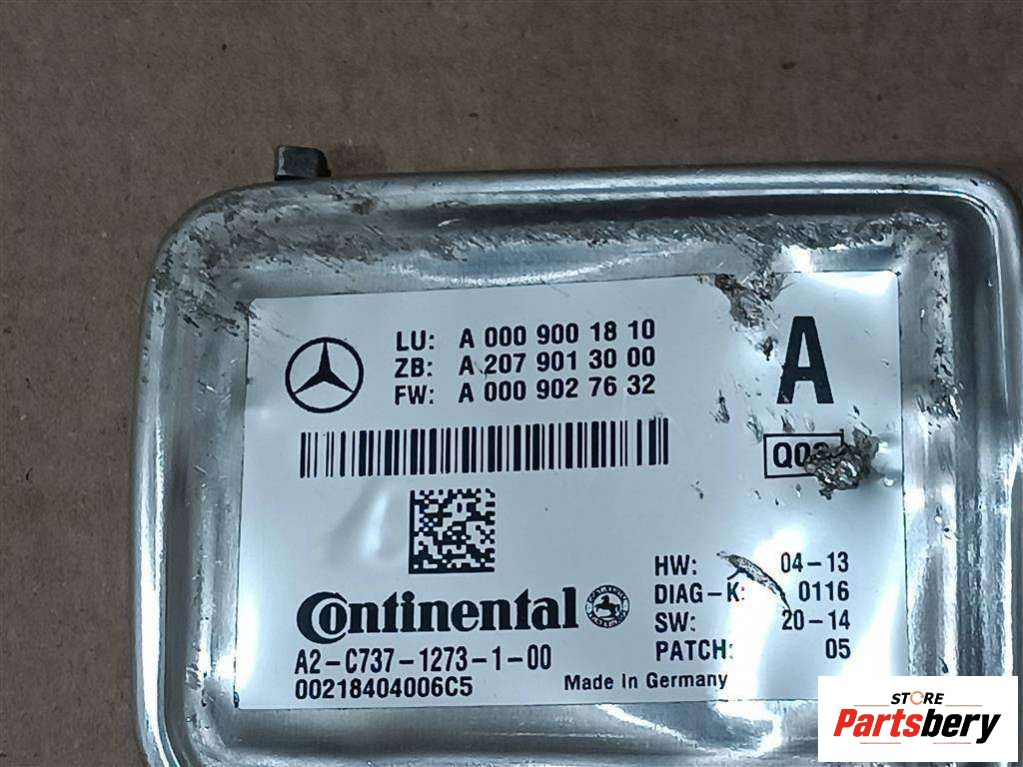 LU: A 000 900 18 10
ZB: A 207 901 30 00
FW: A 000 902 76 32
A
HW: 04-13
DIAG-K: 0116
SW: 20-14
PATCH: 05
Continental
A2-C737-1273-1-00
00218404006C5
Made in Germany
STORE
Partsbery